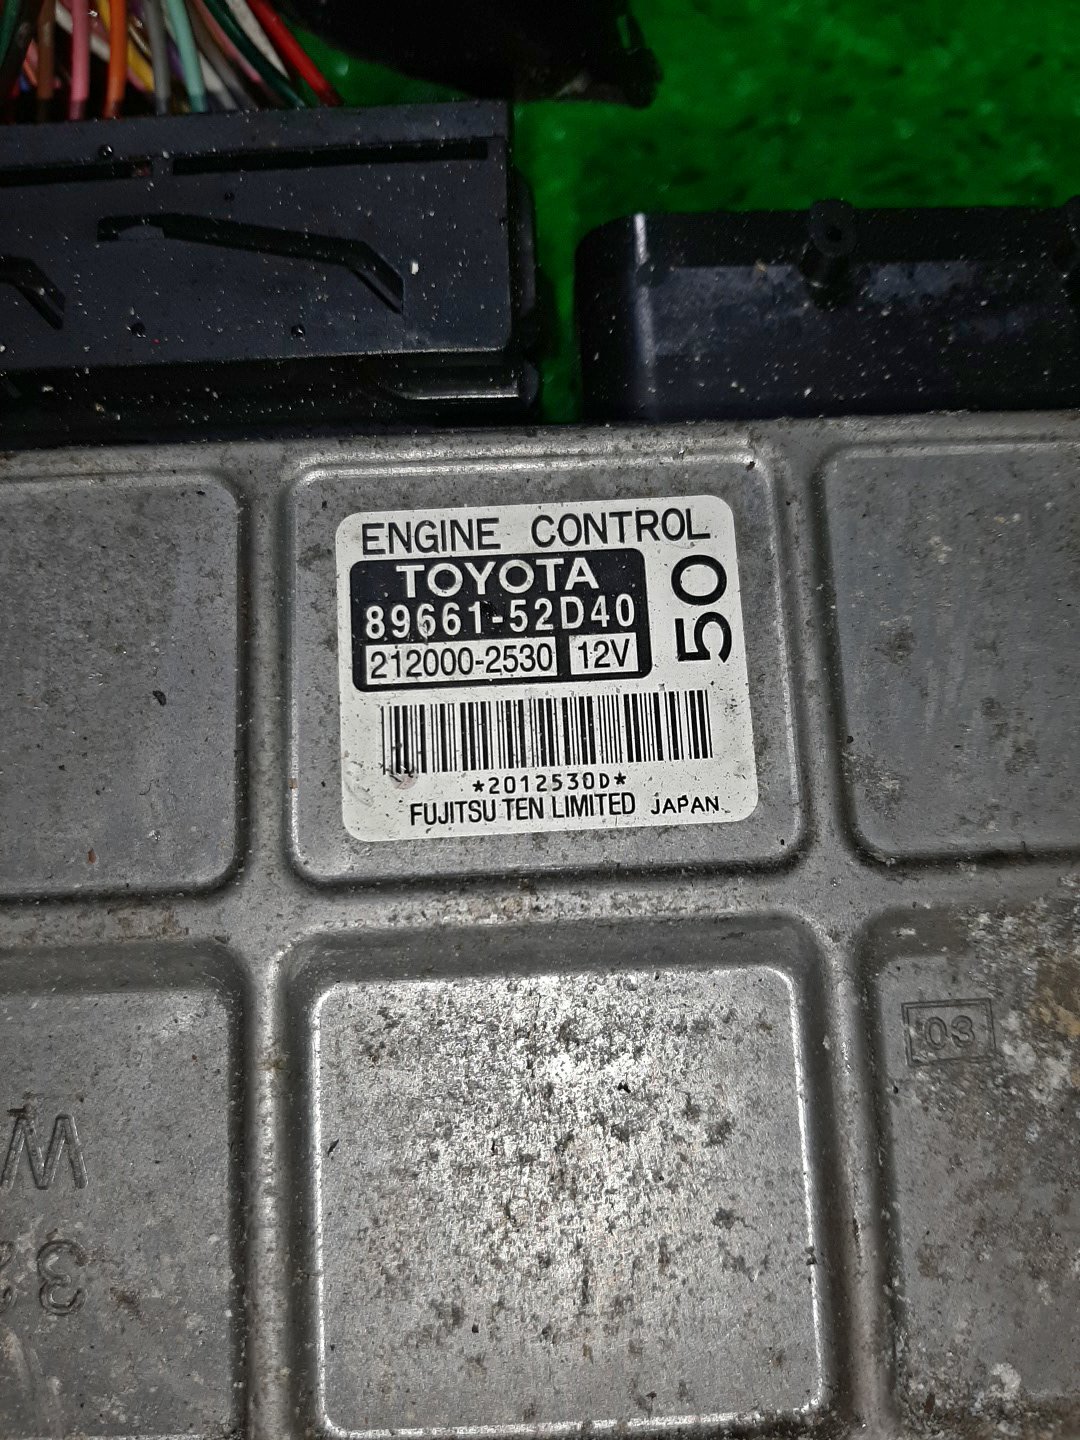 ENGINE CONTROL
TOYOTA
89661-52D40
212000-2530 12V
50
*2012530D*
FUJITSU TEN LIMITED JAPAN
03
W